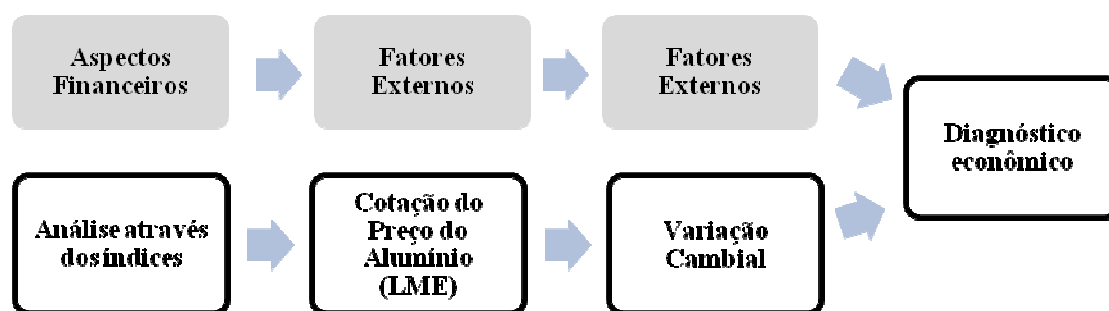 Aspectos
Financeiros
Fatores
Externos
Fatores
Externos
Diagnóstico
econômico
Análise através
dos índices
Cotação do
Preço do
Alumínio
(LME)
Variação
Cambial